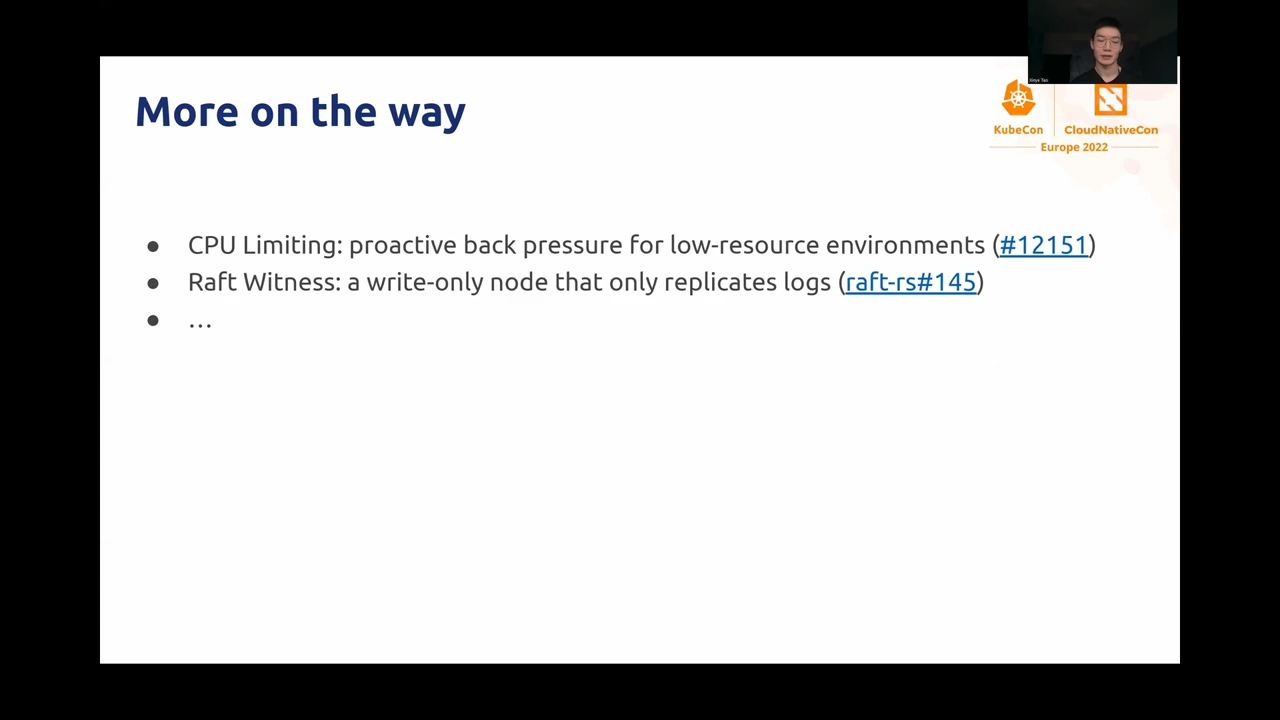 More on the way
KubeCon
CloudNativeCon
Europe 2022
● CPU Limiting: proactive back pressure for low-resource environments (#12151)
● Raft Witness: a write-only node that only replicates logs (raft-rs#145)
● …